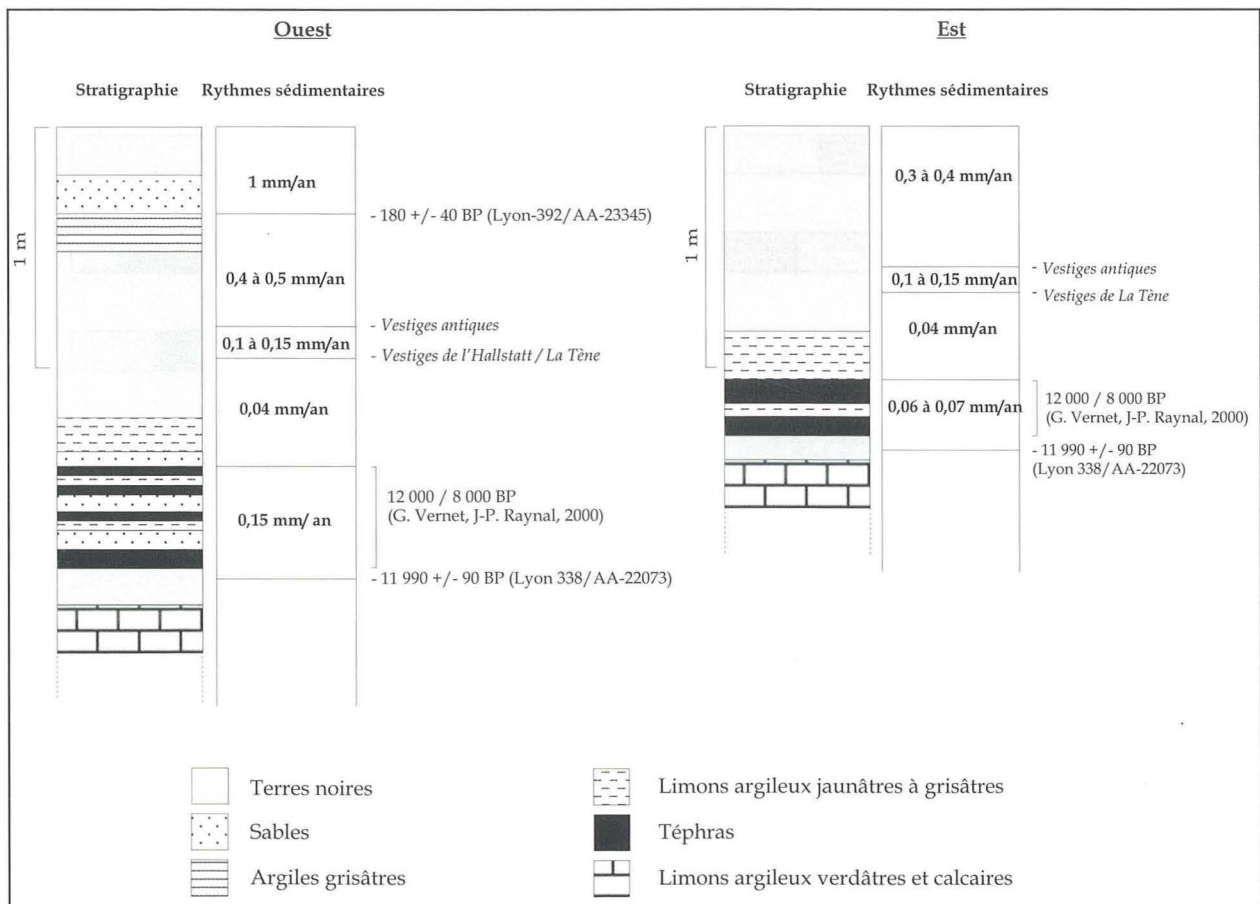 Ouest
Stratigraphie Rythmes sédimentaires
1 m
1 mm/an
- 180 +/- 40 BP (Lyon-392/AA-23345)
0,4 à 0,5 mm/an
- Vestiges antiques
0,1 à 0,15 mm/an
- Vestiges de l'Hallstatt / La Tène
0,04 mm/an
12 000 / 8 000 BP
(G. Vernet, J-P. Raynal, 2000)
0,15 mm/ an
- 11 990 +/- 90 BP (Lyon 338/AA-22073)
Est
Stratigraphie Rythmes sédimentaires
1 m
0,3 à 0,4 mm/an
- Vestiges antiques
0,1 à 0,15 mm/an
- Vestiges de La Tène
0,04 mm/an
12 000 / 8 000 BP
0,06 à 0,07 mm/an
(G. Vernet, J-P. Raynal, 2000)
- 11 990 +/- 90 BP
(Lyon 338/AA-22073)
Terres noires
Sables
Argiles grisâtres
Limons argileux jaunâtres à grisâtres
Téphras
Limons argileux verdâtres et calcaires